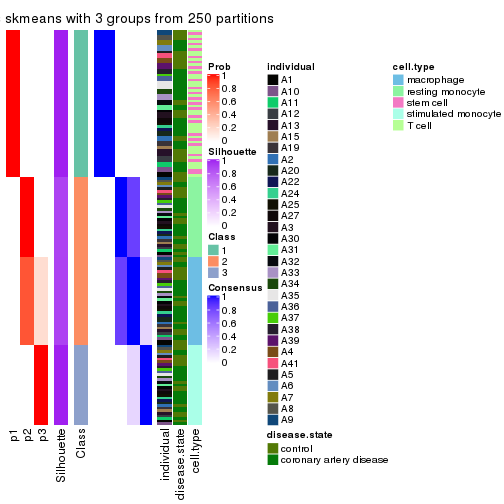 skmeans with 3 groups from 250 partitions
Prob
1
0.8
0.6
0.4
0.2
0
Silhouette
1
0.8
0.6
0.4
0.2
0
Class
1
2
3
Consensus
1
0.8
0.6
0.4
0.2
0
individual
A1
A10
A11
A12
A13
A15
A19
A2
A20
A22
A24
A25
A27
A3
A30
A31
A32
A33
A34
A35
A36
A37
A38
A39
A4
A41
A5
A6
A7
A8
A9
disease.state
control
coronary artery disease
cell.type
macrophage
resting monocyte
stem cell
stimulated monocyte
T cell
p1
p2
p3
Silhouette
Class
individual
disease.state
cell.type